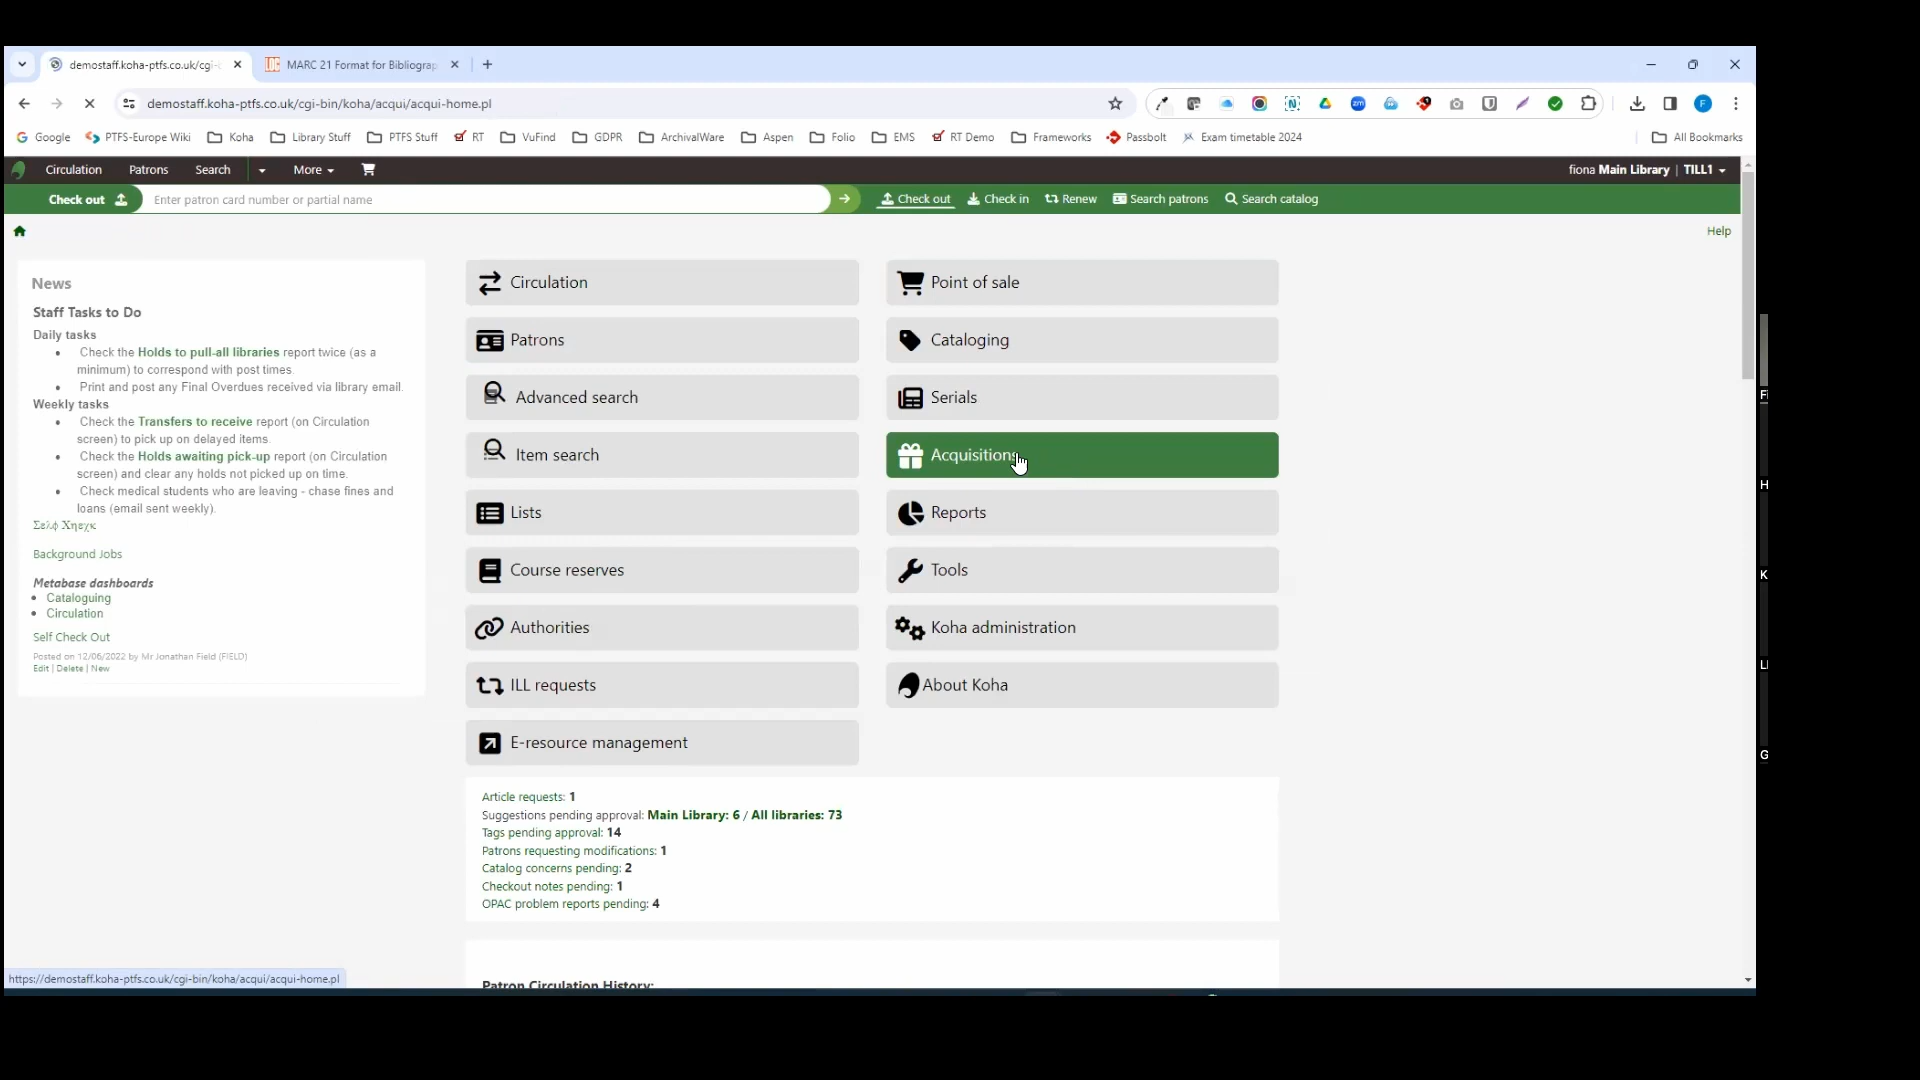 demostaff.koha-ptfs.co.uk/cgi-
MARC 21 Format for Bibliograp
demostaff.koha-ptfs.co.uk/cgi-bin/koha/acqui/acqui-home.pl
Google PTFS-Europe Wiki Koha Library Stuff PTFS Stuff RT VuFind GDPR ArchivalWare Aspen Folio EMS RT Demo Frameworks Passbolt Exam timetable 2024 All Bookmarks
Circulation Patrons Search More fiona Main Library | TILL1
Check out Enter patron card number or partial name Check out Check in Renew Search patrons Search catalog
Help
News
Staff Tasks to Do
Daily tasks
Check the Holds to pull-all libraries report twice (as a
minimum) to correspond with post times.
Print and post any Final Overdues received via library email.
Weekly tasks
Check the Transfers to receive report (on Circulation
screen) to pick up on delayed items.
Check the Holds awaiting pick-up report (on Circulation
screen) and clear any holds not picked up on time.
Check medical students who are leaving - chase fines and
loans (email sent weekly).
Σελφ Χηεχκ
Background Jobs
Metabase dashboards
Cataloguing
Circulation
Self Check Out
Posted on 12/06/2022 by Mr Jonathan Field (FIELD)
Edit | Delete | New
Circulation
Patrons
Advanced search
Item search
Lists
Course reserves
Authorities
ILL requests
E-resource management
Point of sale
Cataloging
Serials
Acquisitions
Reports
Tools
Koha administration
About Koha
Article requests: 1
Suggestions pending approval: Main Library: 6 / All libraries: 73
Tags pending approval: 14
Patrons requesting modifications: 1
Catalog concerns pending: 2
Checkout notes pending: 1
OPAC problem reports pending: 4
Patron Circulation History:
https://demostaff.koha-ptfs.co.uk/cgi-bin/koha/acqui/acqui-home.pl